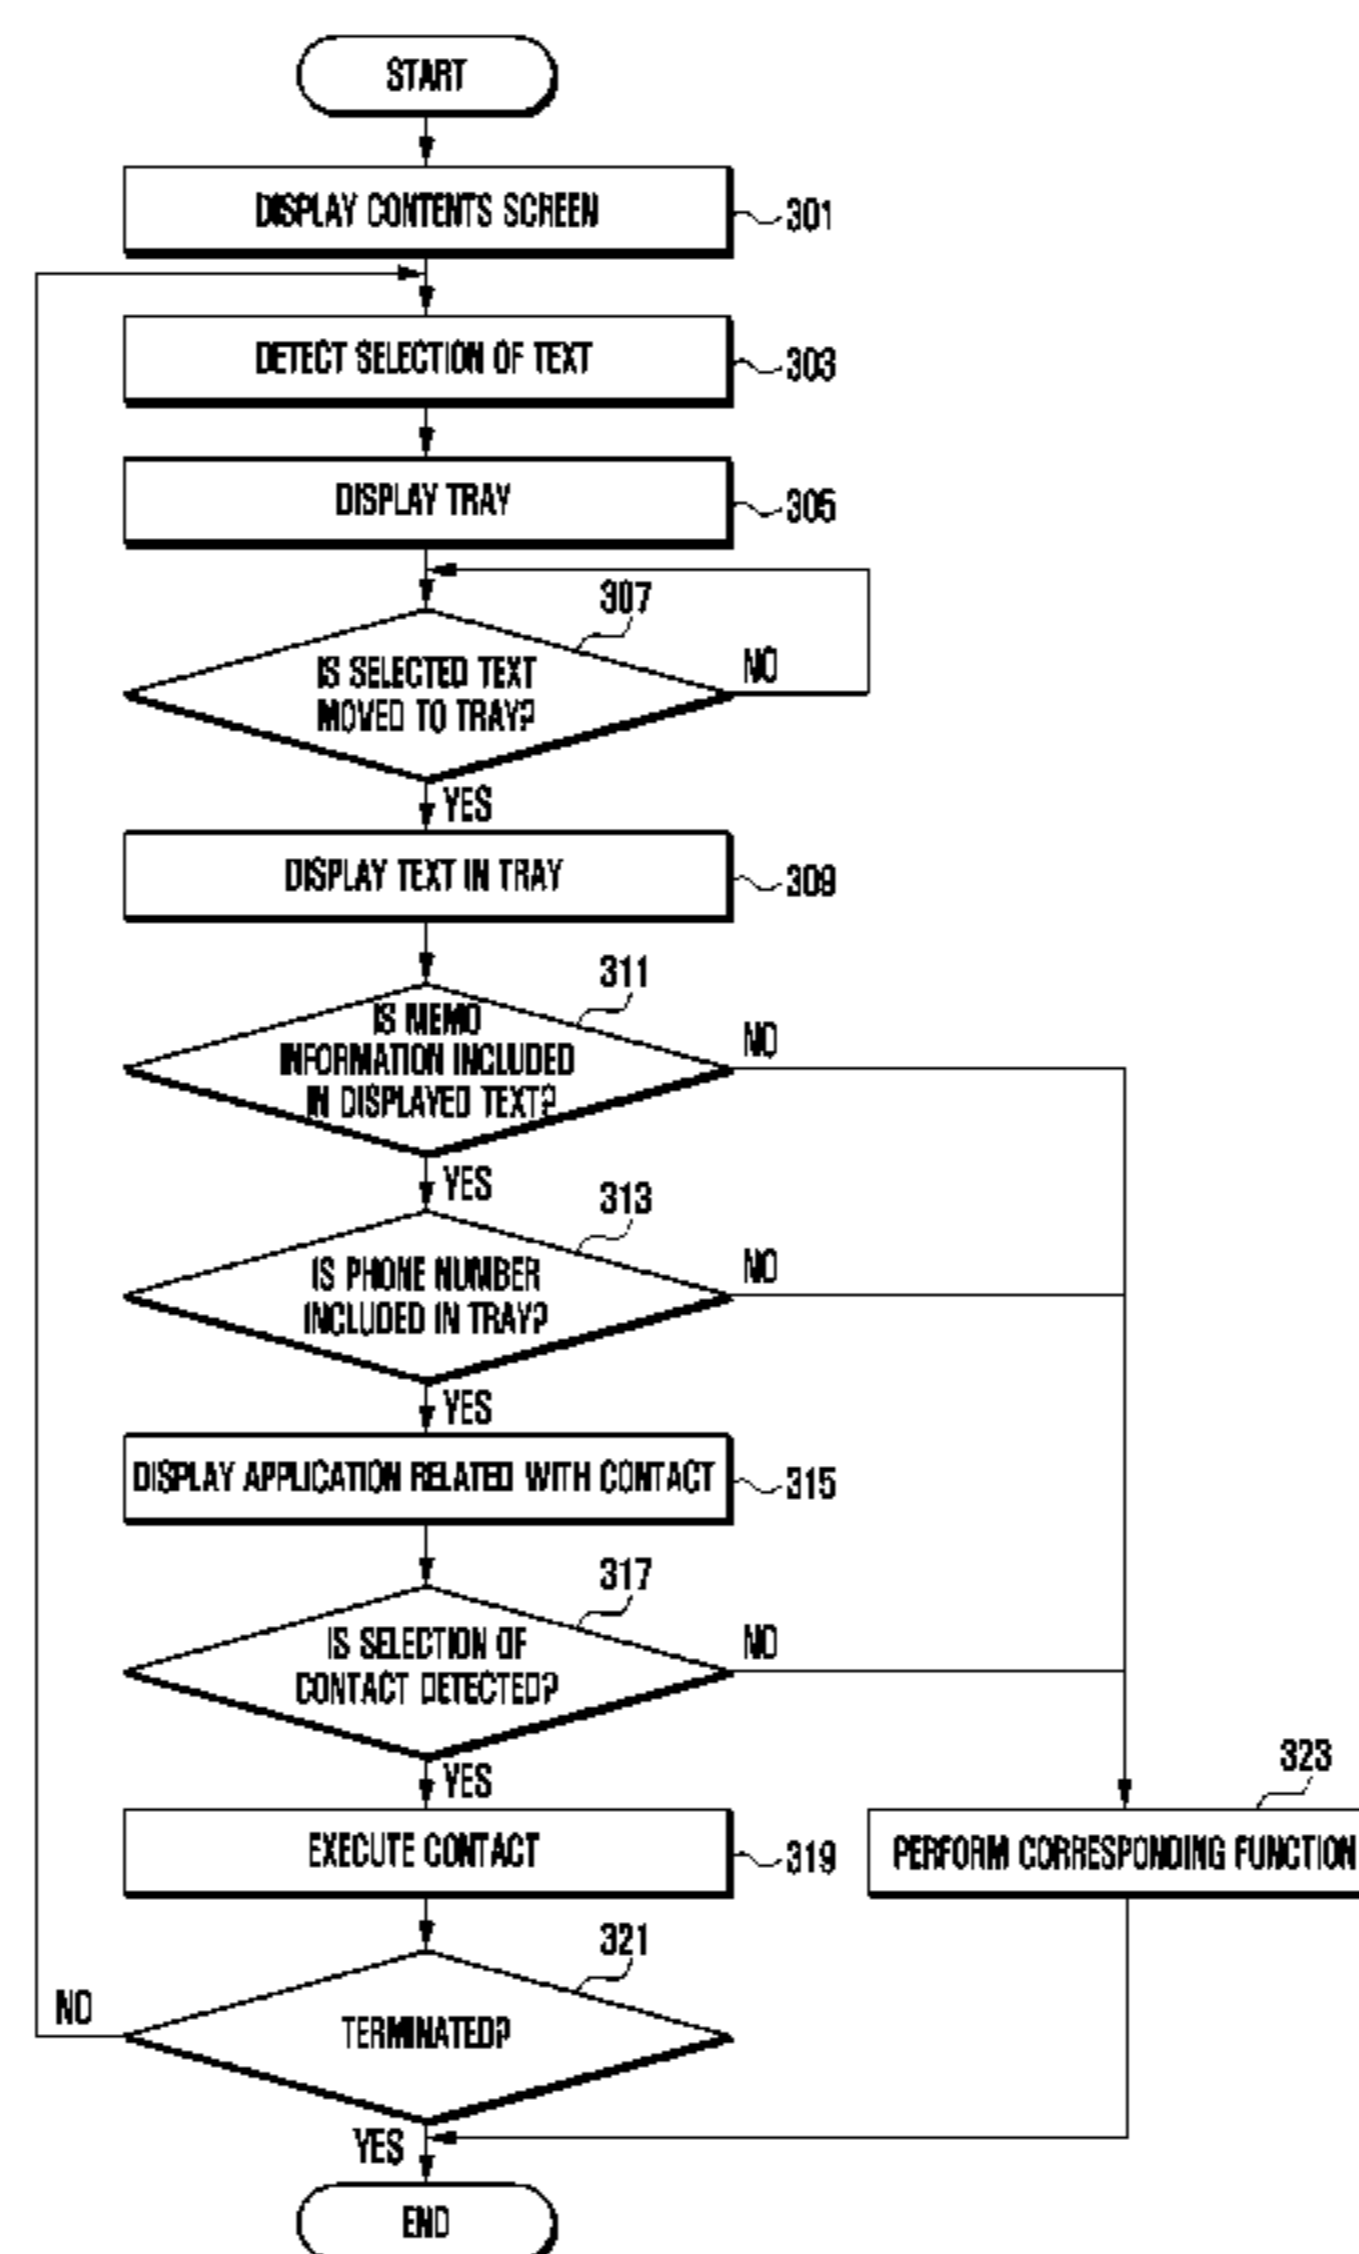 START
DISPLAY CONTENTS SCREEN
301
DETECT SELECTION OF TEXT
303
DISPLAY TRAY
305
307
IS SELECTED TEXT
MOVED TO TRAY?
NO
YES
DISPLAY TEXT IN TRAY
309
311
IS MEMO
INFORMATION INCLUDED
IN DISPLAYED TEXT?
NO
YES
313
IS PHONE NUMBER
INCLUDED IN TRAY?
NO
YES
DISPLAY APPLICATION RELATED WITH CONTACT
315
317
IS SELECTION OF
CONTACT DETECTED?
NO
YES
323
EXECUTE CONTACT
319
PERFORM CORRESPONDING FUNCTION
321
TERMINATED?
NO
YES
END